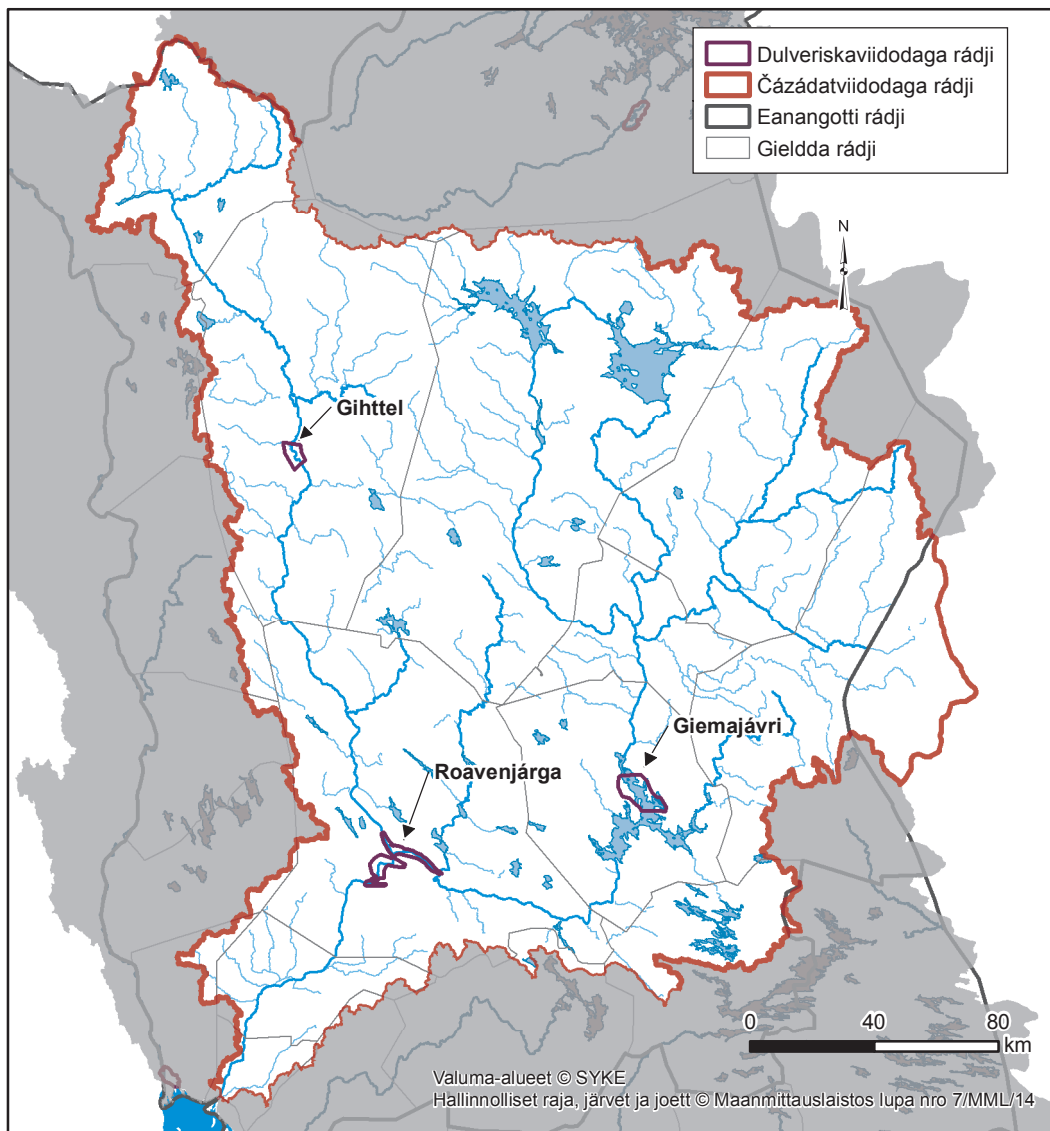 Dulveriskaviidodaga rádji
Čázádatviidodaga rádji
Eanangotti rádji
Gieldda rádji
N
Gihttel
Giemajávri
Roavenjárga
0 40 80
km
Valuma-alueet © SYKE
Hallinnolliset raja, järvet ja joett © Maanmittauslaistos lupa nro 7/MML/14